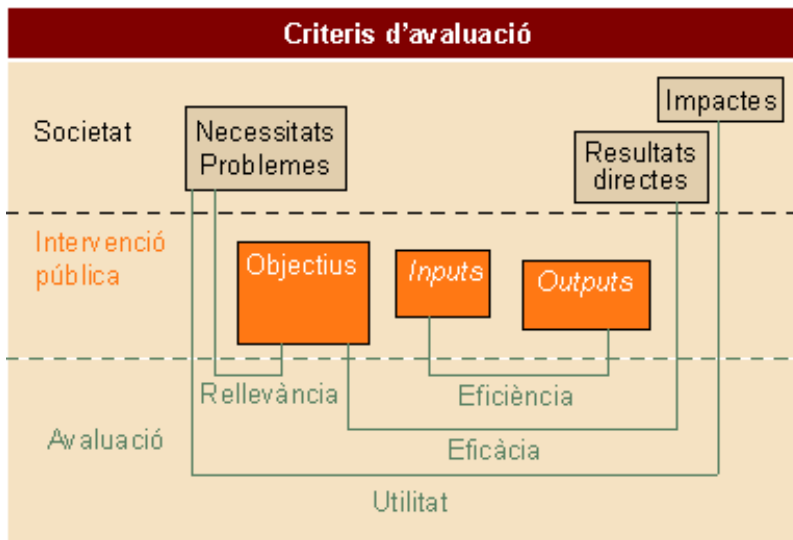 Criteris d'avaluació
Societat
Necessitats
Problemes
Impactes
Resultats
directes
Intervenció
pública
Objectius
Inputs
Outputs
Rellevància
Eficiència
Avaluació
Eficàcia
Utilitat